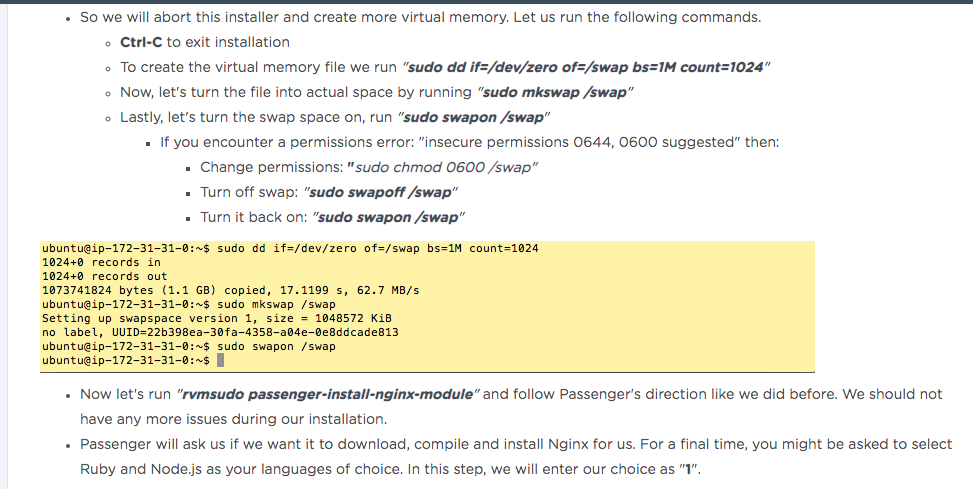 So we will abort this installer and create more virtual memory. Let us run the following commands.
Ctrl-C to exit installation
To create the virtual memory file we run "sudo dd if=/dev/zero of=/swap bs=1M count=1024"
Now, let's turn the file into actual space by running "sudo mkswap /swap"
Lastly, let's turn the swap space on, run "sudo swapon /swap"
If you encounter a permissions error: "insecure permissions 0644, 0600 suggested" then:
Change permissions: "sudo chmod 0600 /swap"
Turn off swap: "sudo swapoff /swap"
Turn it back on: "sudo swapon /swap"
ubuntu@ip-172-31-31-0:~$ sudo dd if=/dev/zero of=/swap bs=1M count=1024
1024+0 records in
1024+0 records out
1073741824 bytes (1.1 GB) copied, 17.1199 s, 62.7 MB/s
ubuntu@ip-172-31-31-0:~$ sudo mkswap /swap
Setting up swapspace version 1, size = 1048572 KiB
no label, UUID=22b398ea-30fa-4358-a04e-0e8ddcade813
ubuntu@ip-172-31-31-0:~$ sudo swapon /swap
ubuntu@ip-172-31-31-0:~$
Now let's run "rvmsudo passenger-install-nginx-module" and follow Passenger's direction like we did before. We should not
have any more issues during our installation.
Passenger will ask us if we want it to download, compile and install Nginx for us. For a final time, you might be asked to select
Ruby and Node.js as your languages of choice. In this step, we will enter our choice as "1".